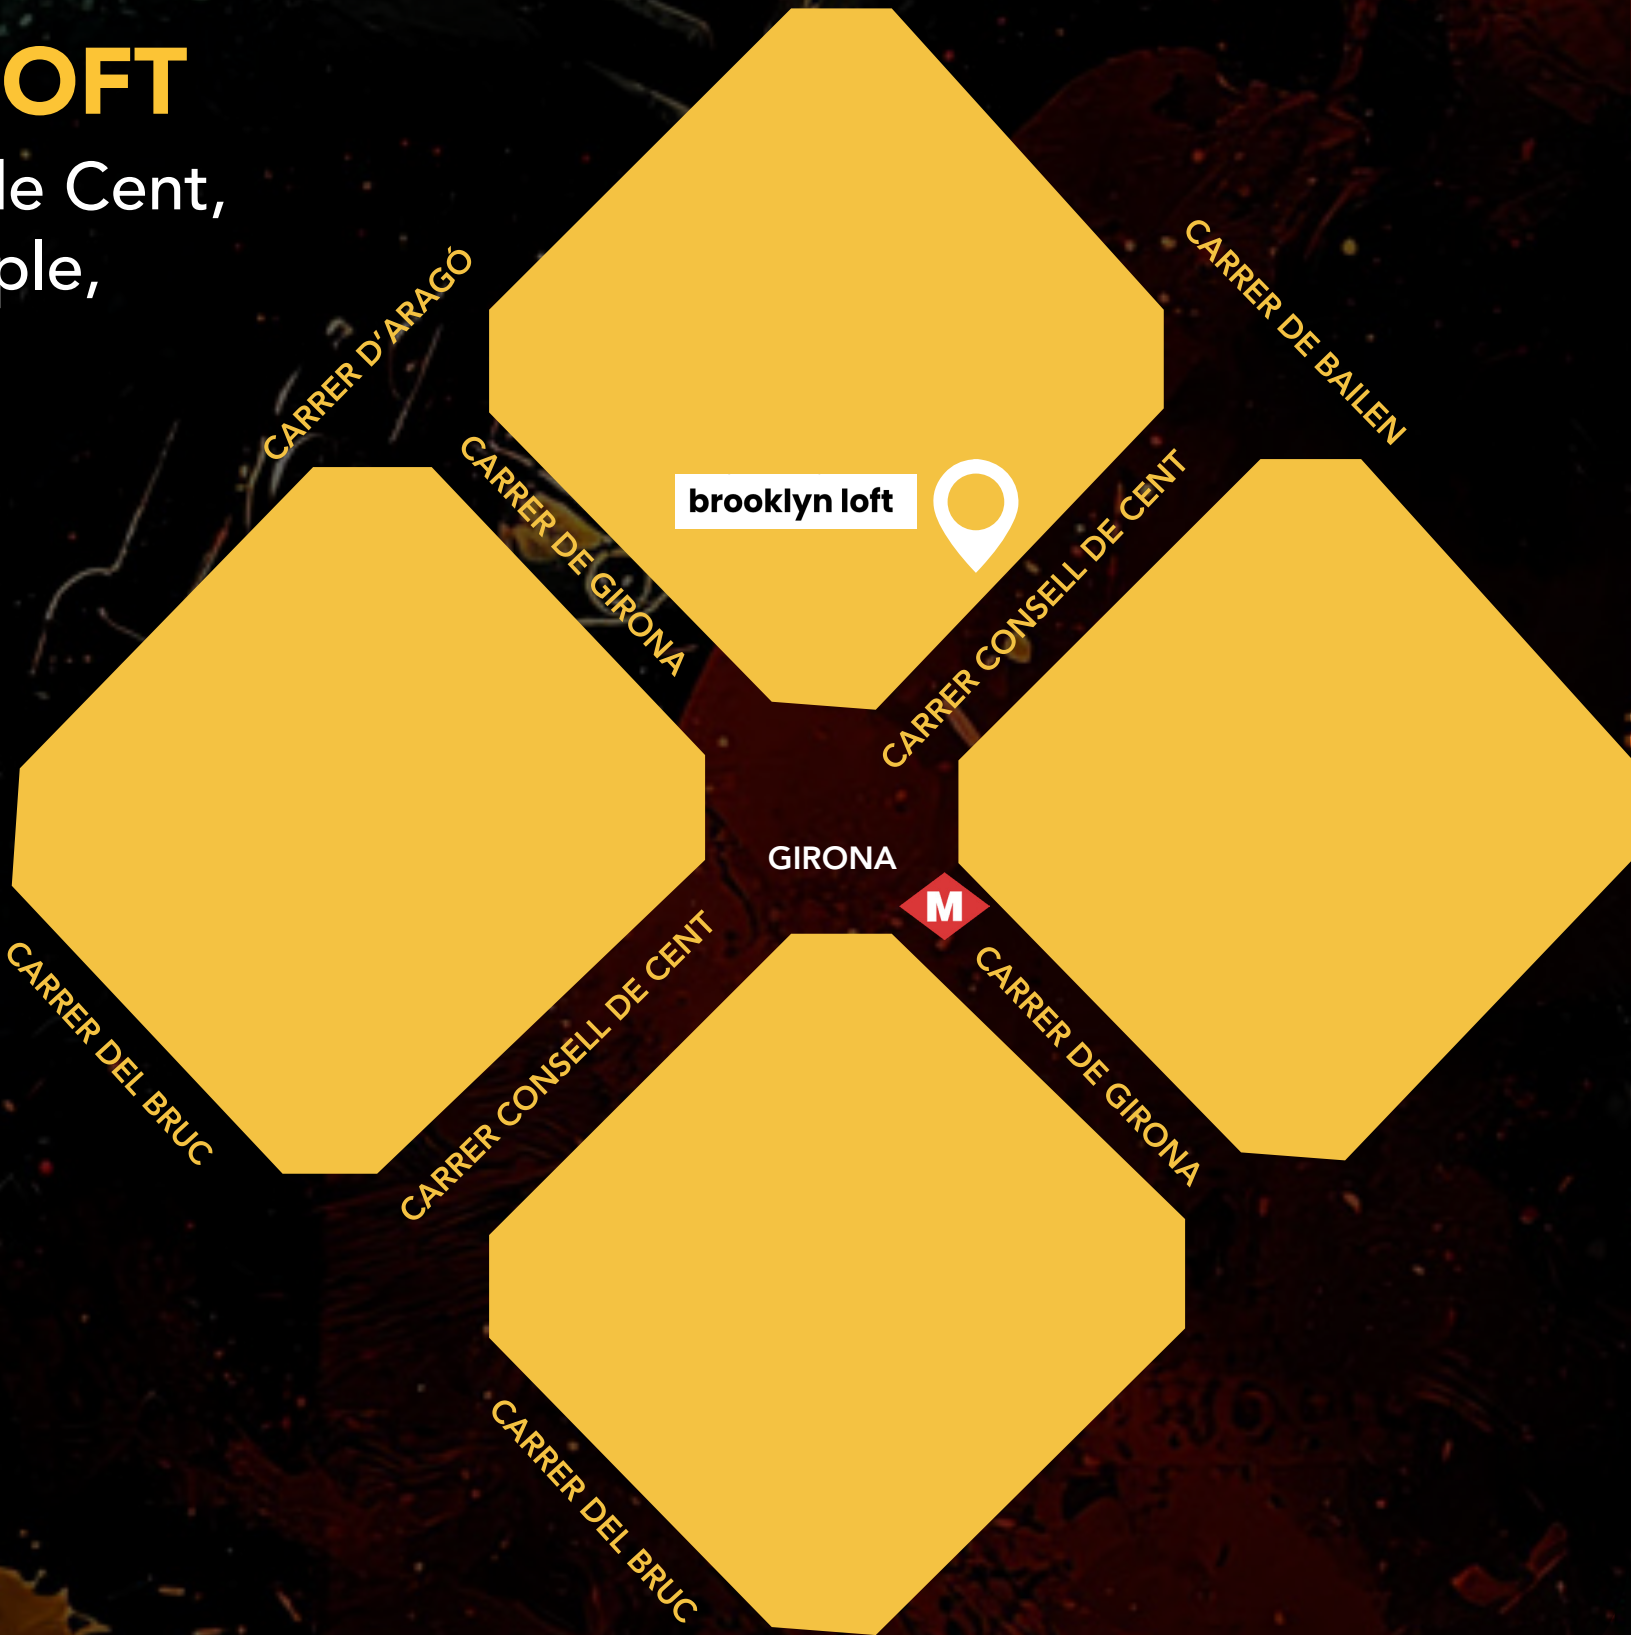 OFT
le Cent,
ple,
CARRER D'ARAGÓ
CARRER DE BAILEN
CARRER DE GIRONA
brooklyn loft
CARRER CONSELL DE CENT
GIRONA
M
CARRER DEL BRUC
CARRER CONSELL DE CENT
CARRER DE GIRONA
CARRER DEL BRUC